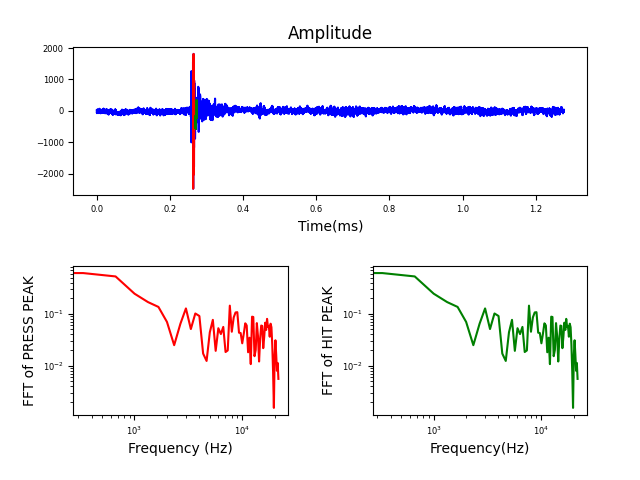 Amplitude
2000
1000
0
−1000
−2000
0.0 0.2 0.4 0.6 0.8 1.0 1.2
Time(ms)
FFT of PRESS PEAK
10⁻¹
10⁻²
10³ 10⁴
Frequency (Hz)
FFT of HIT PEAK
10⁻¹
10⁻²
10³ 10⁴
Frequency(Hz)